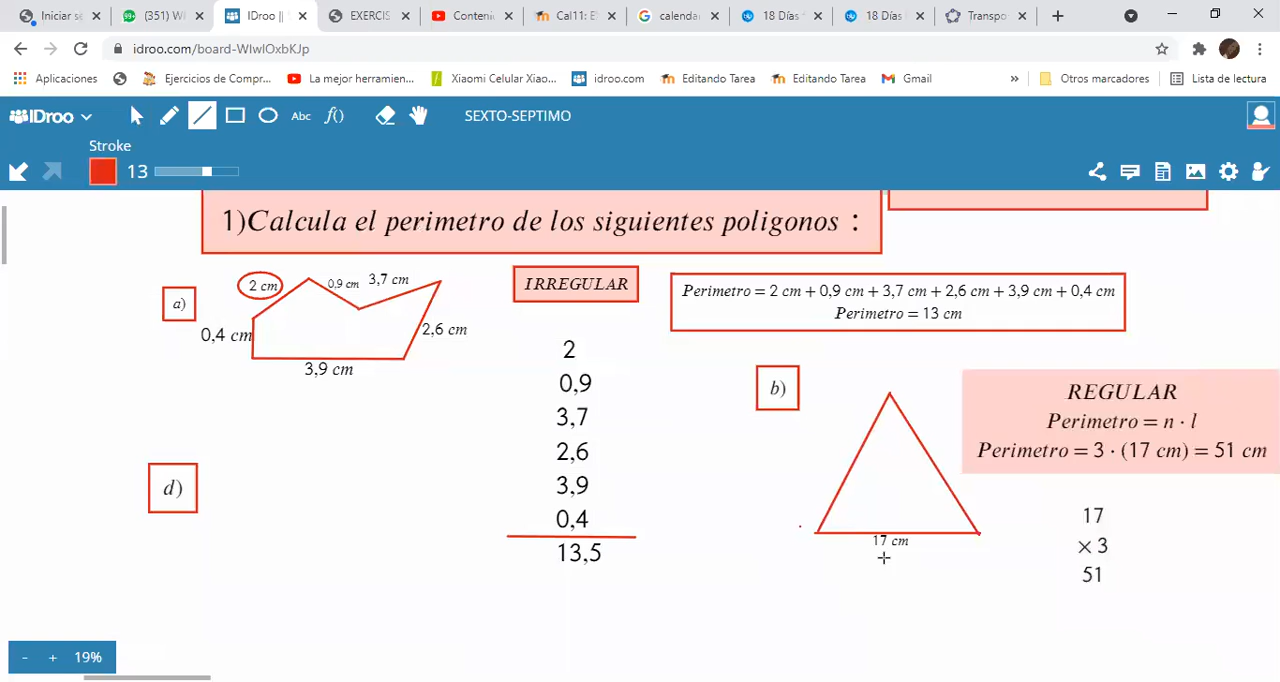 Iniciar se
(351) Wl
IDroo ||
EXERCIS
Conteni
Cal11: E
calenda
18 Días
18 Días
Transpo
idroo.com/board-WlwlOxbKJp
Aplicaciones
Ejercicios de Compr...
La mejor herramien...
Xiaomi Celular Xiao...
idroo.com
Editando Tarea
Editando Tarea
Gmail
»
Otros marcadores
Lista de lectura
IDroo
Abc
f()
SEXTO-SEPTIMO
Stroke
13
1)Calcula el perimetro de los siguientes poligonos :
a)
2 cm
0,9 cm
3,7 cm
0,4 cm
2,6 cm
3,9 cm
IRREGULAR
Perimetro = 2 cm + 0,9 cm + 3,7 cm + 2,6 cm + 3,9 cm + 0,4 cm
Perimetro = 13 cm
2
0,9
3,7
2,6
3,9
0,4
13,5
b)
17 cm
REGULAR
Perimetro = n · l
Perimetro = 3 · (17 cm) = 51 cm
17
× 3
51
d)
- + 19%